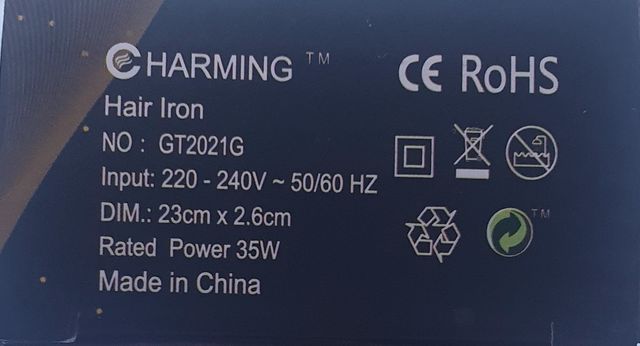 CHARMING ™
Hair Iron
NO : GT2021G
Input: 220 - 240V ~ 50/60 HZ
DIM.: 23cm x 2.6cm
Rated Power 35W
Made in China
CE RoHS
TM